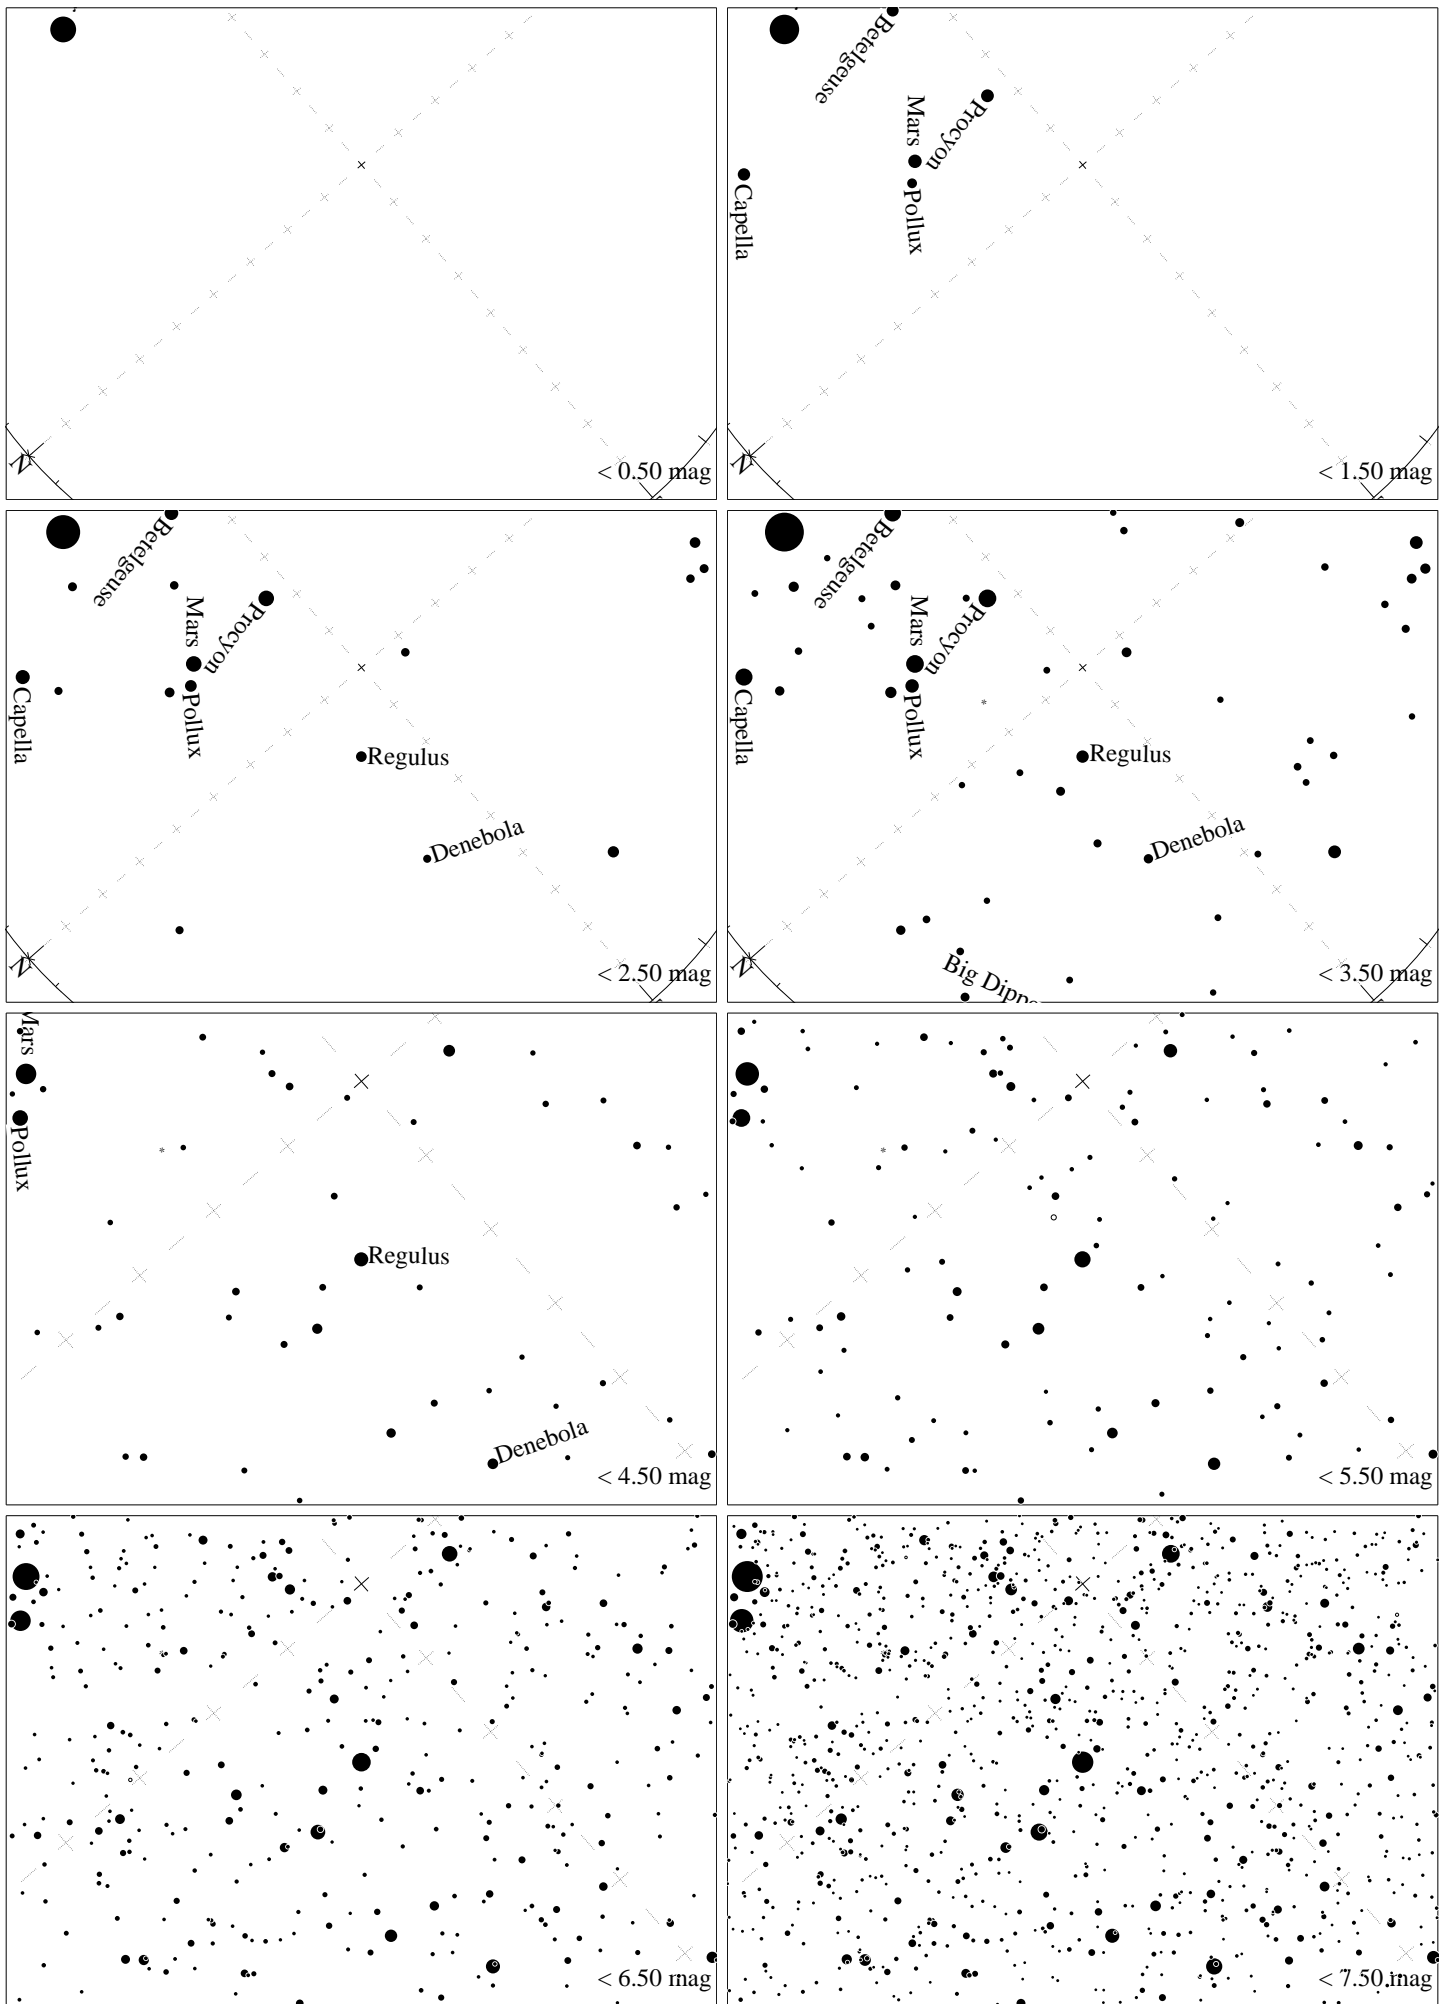 < 0.50 mag
N
Betelgeuse
Procyon
Mars
Pollux
Capella
< 1.50 mag
N
Betelgeuse
Procyon
Mars
Pollux
Capella
Regulus
Denebola
< 2.50 mag
N
Betelgeuse
Procyon
Mars
Pollux
Capella
Regulus
Denebola
Big Dippe
< 3.50 mag
N
Mars
Pollux
Regulus
Denebola
< 4.50 mag
< 5.50 mag
< 6.50 mag
< 7.50 mag